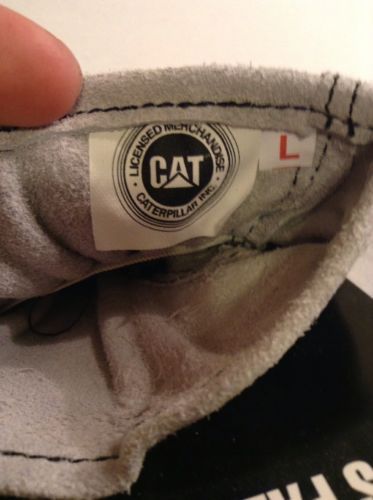 · LICENSED MERCHANDISE ·
CAT
CATERPILLAR INC.
L